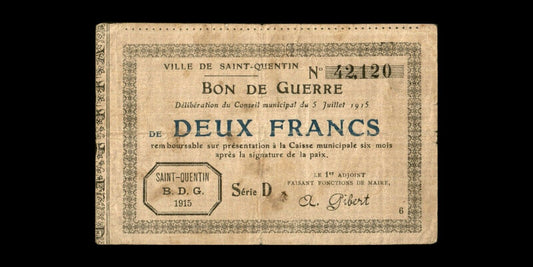 VILLE DE SAINT-QUENTIN Nº 42,120
BON DE GUERRE
Délibération du Conseil municipal du 5 Juillet 1915
DE DEUX FRANCS
remboursable sur présentation à la Caisse municipale six mois
après la signature de la paix.
SAINT-QUENTIN
B. D. G.
1915
Série D
LE 1er ADJOINT
FAISANT FONCTIONS DE MAIRE,
A. Gibert
6